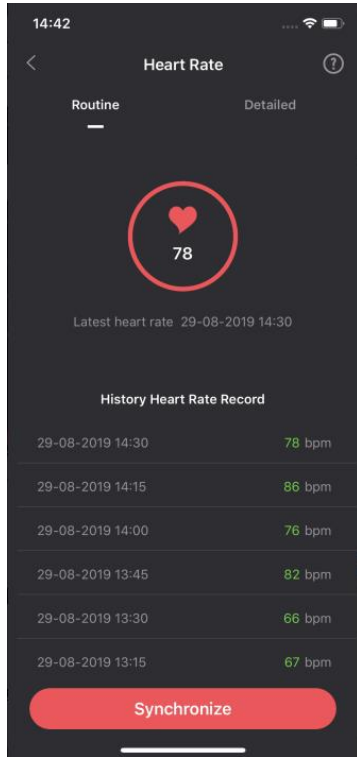 14:42
Heart Rate
Routine Detailed
78
Latest heart rate 29-08-2019 14:30
History Heart Rate Record
29-08-2019 14:30 78 bpm
29-08-2019 14:15 86 bpm
29-08-2019 14:00 76 bpm
29-08-2019 13:45 82 bpm
29-08-2019 13:30 66 bpm
29-08-2019 13:15 67 bpm
Synchronize